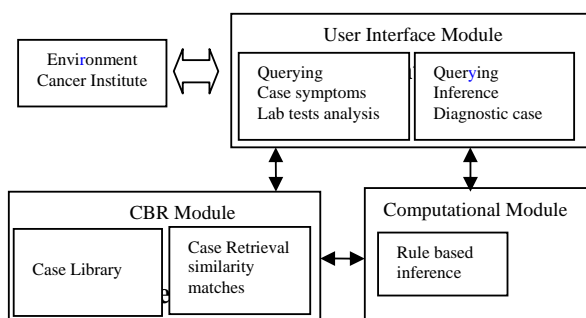 User Interface Module
Environment
Cancer Institute
Querying
Case symptoms
Lab tests analysis
Querying
Inference
Diagnostic case
CBR Module
Case Library
Case Retrieval
similarity
matches
Computational Module
Rule based
inference